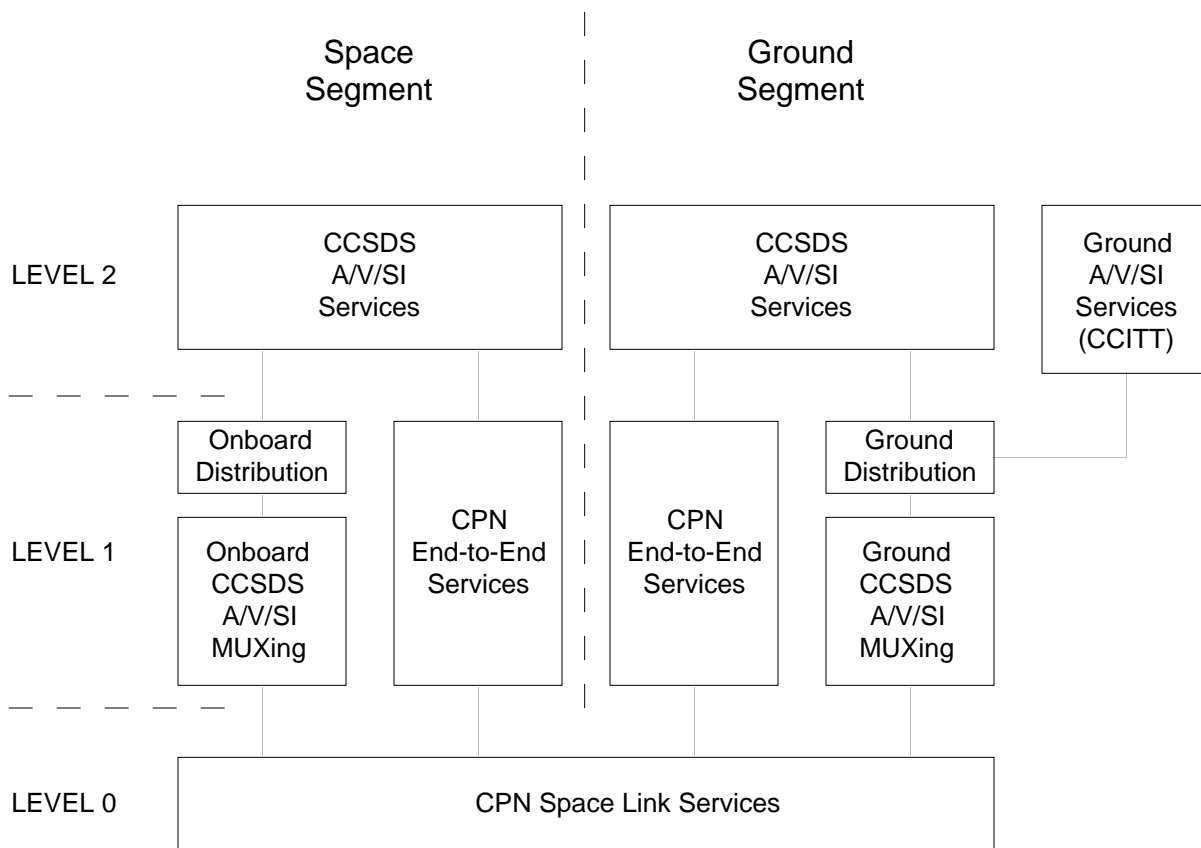 Space
Segment
Ground
Segment
LEVEL 2
CCSDS
A/V/SI
Services
CCSDS
A/V/SI
Services
Ground
A/V/SI
Services
(CCITT)
LEVEL 1
Onboard
Distribution
Onboard
CCSDS
A/V/SI
MUXing
CPN
End-to-End
Services
CPN
End-to-End
Services
Ground
Distribution
Ground
CCSDS
A/V/SI
MUXing
LEVEL 0
CPN Space Link Services